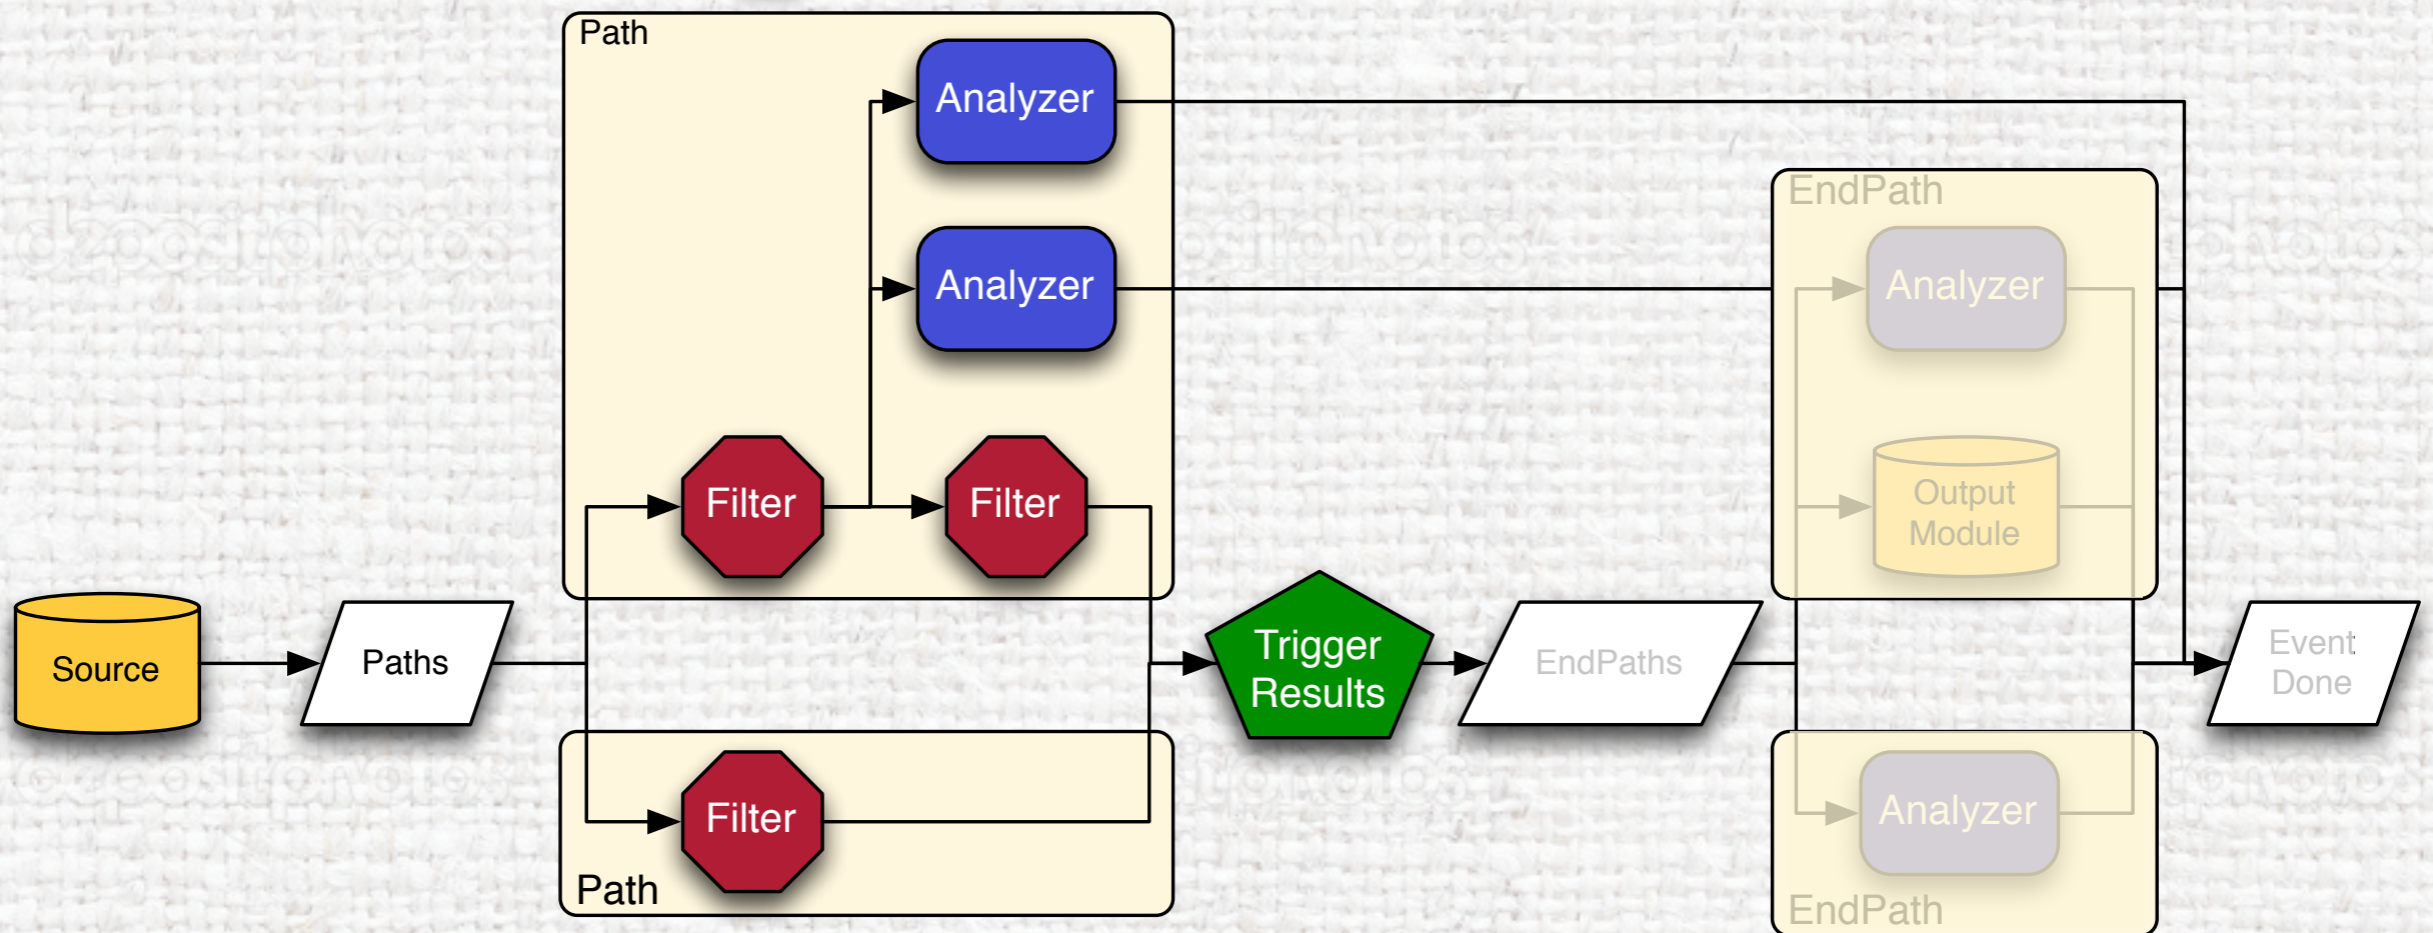 Path
Analyzer
Analyzer
Filter
Filter
Source
Paths
Filter
Path
Trigger
Results
EndPaths
EndPath
Analyzer
Output
Module
Analyzer
EndPath
Event
Done
depositphotos